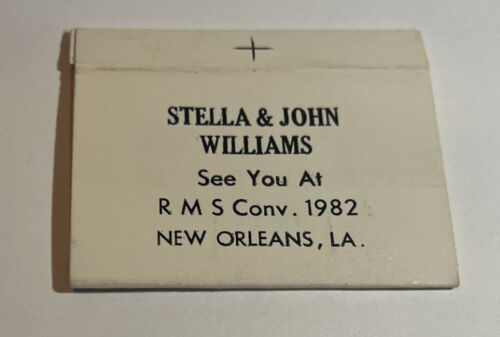 STELLA & JOHN
WILLIAMS
See You At
R M S Conv. 1982
NEW ORLEANS, LA.